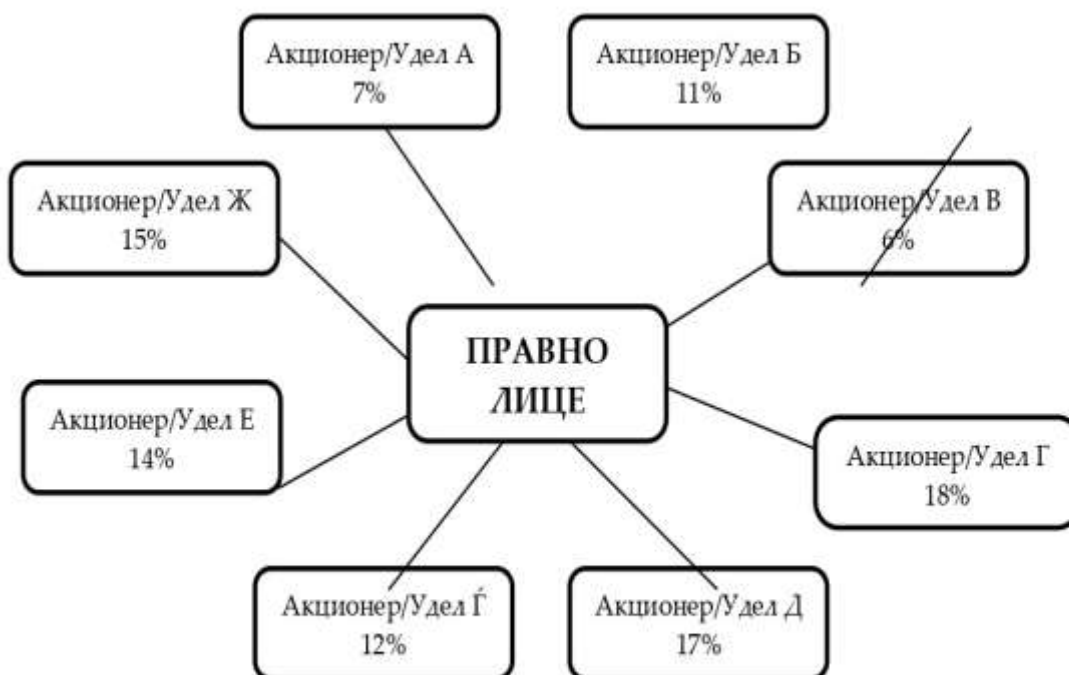 Акционер/Удел А
7%
Акционер/Удел Б
11%
Акционер/Удел Ж
15%
Акционер/Удел В
6%
ПРАВНО
ЛИЦЕ
Акционер/Удел Е
14%
Акционер/Удел Г
18%
Акционер/Удел Ѓ
12%
Акционер/Удел Д
17%